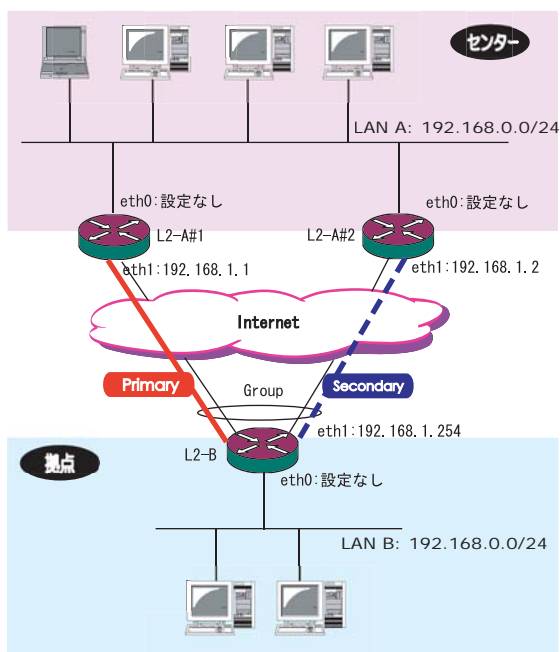 センター
LAN A: 192.168.0.0/24
eth0:設定なし
eth0:設定なし
L2-A#1
L2-A#2
eth1:192.168.1.1
eth1:192.168.1.2
Internet
Primary
Group
Secondary
eth1:192.168.1.254
L2-B
拠点
eth0:設定なし
LAN B: 192.168.0.0/24